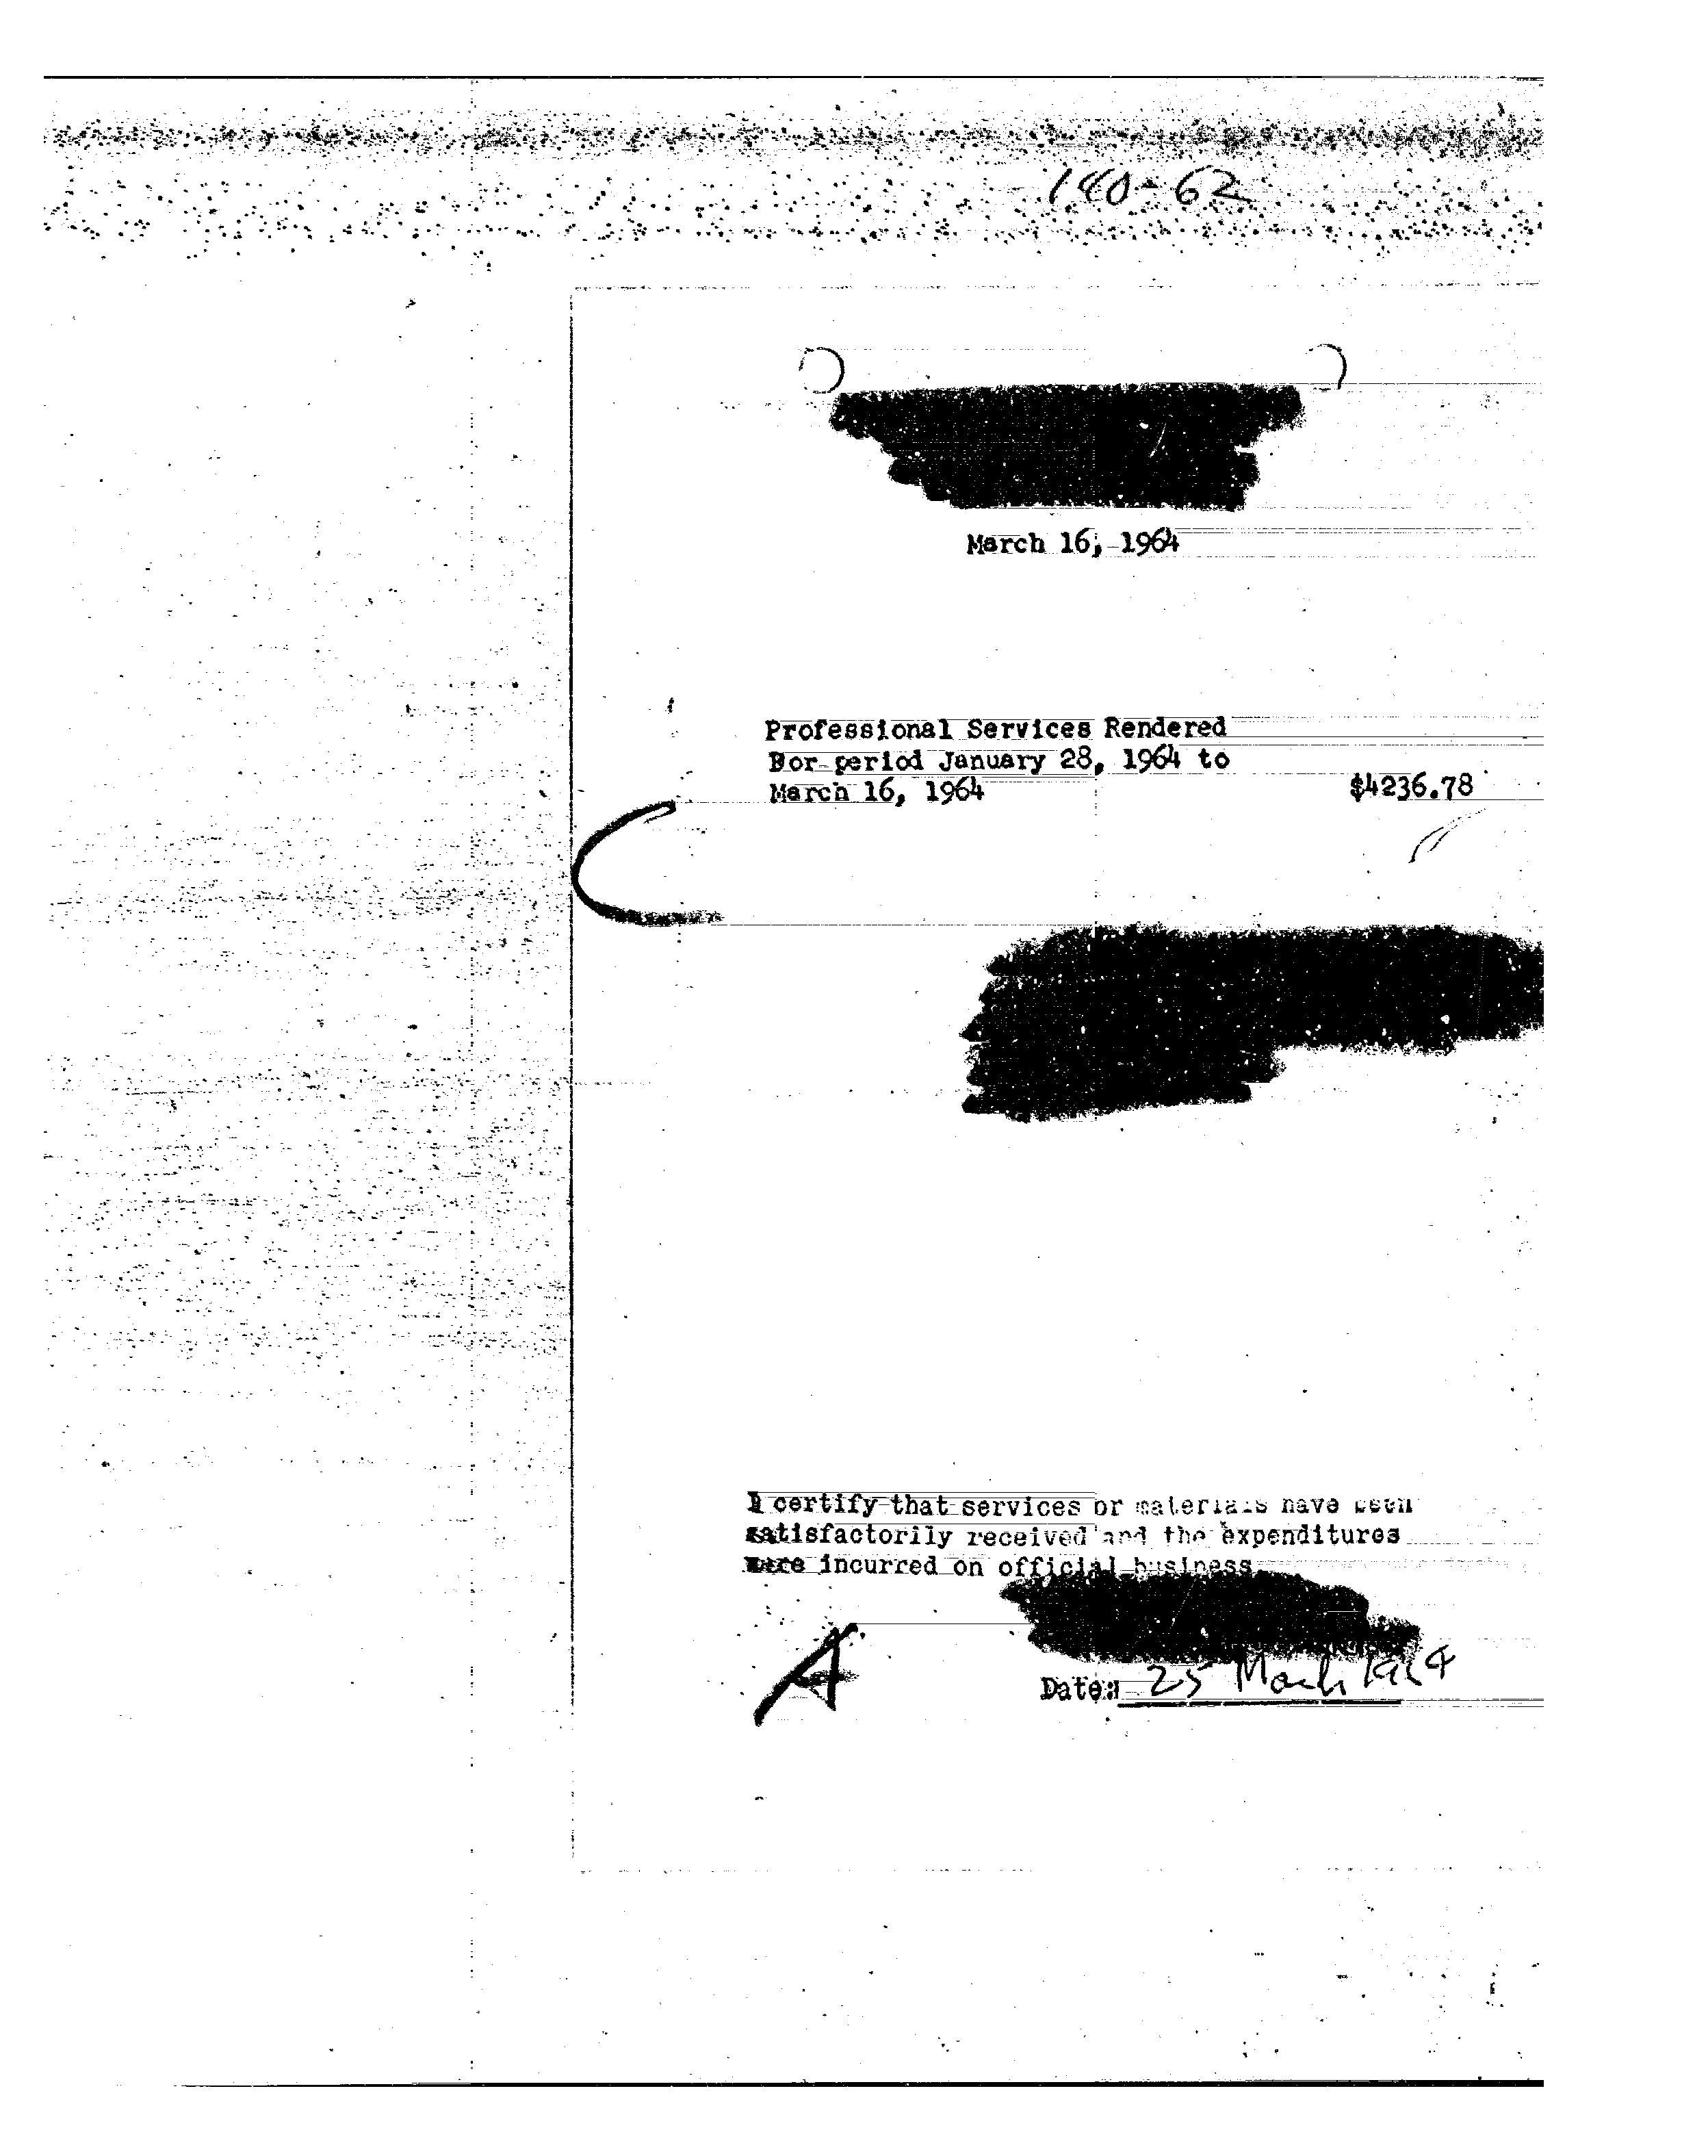 140-62
March 16, 1964
Professional Services Rendered
For period January 28, 1964 to
March 16, 1964 $4236.78
I certify that services or materials have been
satisfactorily received and the expenditures
were incurred on official business
A
Date: 25 March 1964